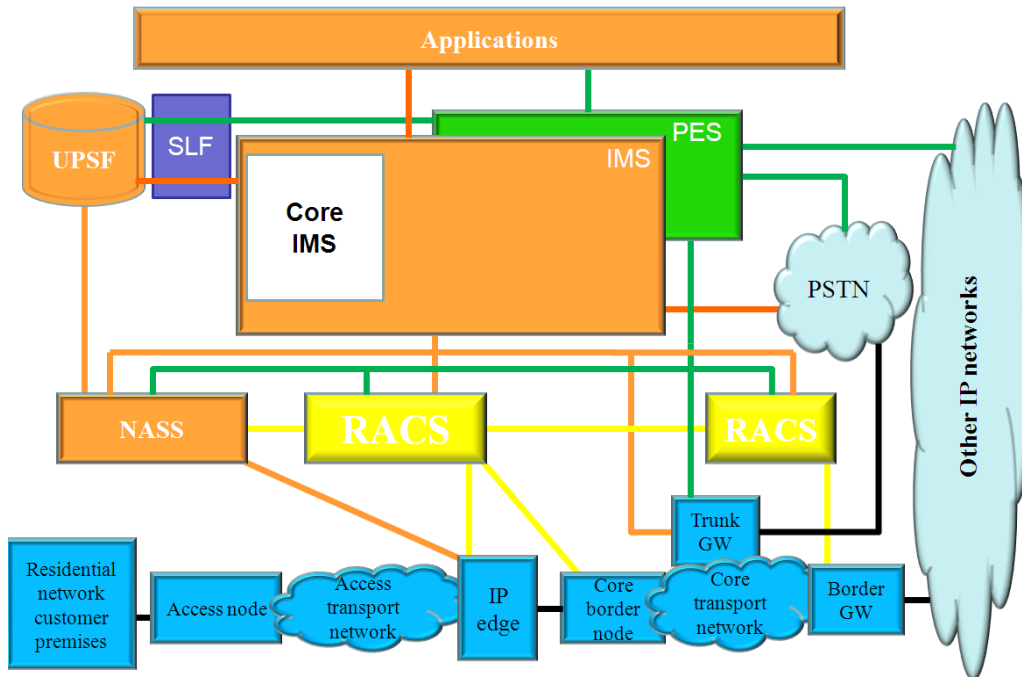 Applications
UPSF
SLF
PES
IMS
Core
IMS
PSTN
Other IP networks
NASS
RACS
RACS
Trunk
GW
Residential
network
customer
premises
Access node
Access
transport
network
IP
edge
Core
border
node
Core
transport
network
Border
GW